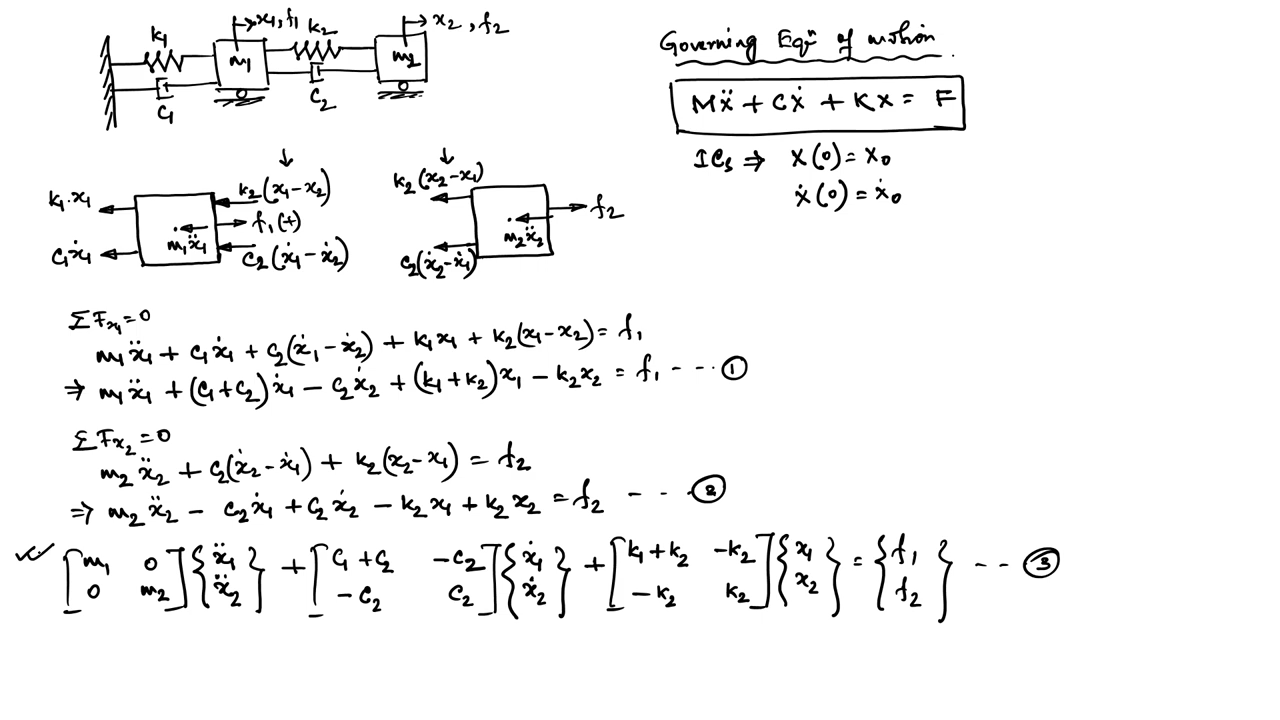 → x₁, f₁
k₁
k₂
→ x₂, f₂
m₁
m₂
C₁
C₂
Governing Eqⁿ of motion.
Mẍ + Cẋ + Kx = F
ICs ⇒ X(0) = X₀
ẋ(0) = ẋ₀
k₁·x₁
C₁ẋ₁
m₁ẍ₁
k₂(x₁-x₂)
f₁(+)
C₂(ẋ₁-ẋ₂)
k₂(x₂-x₁)
C₂(ẋ₂-ẋ₁)
m₂ẍ₂
f₂
ΣFx₁=0
m₁ẍ₁ + C₁ẋ₁ + C₂(ẋ₁-ẋ₂) + k₁x₁ + k₂(x₁-x₂) = f₁
⇒ m₁ẍ₁ + (C₁+C₂)ẋ₁ - C₂ẋ₂ + (k₁+k₂)x₁ - k₂x₂ = f₁ --- ①
ΣFx₂=0
m₂ẍ₂ + C₂(ẋ₂-ẋ₁) + k₂(x₂-x₁) = f₂
⇒ m₂ẍ₂ - C₂ẋ₁ + C₂ẋ₂ - k₂x₁ + k₂x₂ = f₂ --- ②
[m₁ 0]{ẍ₁} + [C₁+C₂ -C₂]{ẋ₁} + [k₁+k₂ -k₂]{x₁} = {f₁} --- ③
[0 m₂]{ẍ₂} [-C₂ C₂]{ẋ₂} [-k₂ k₂]{x₂} {f₂}